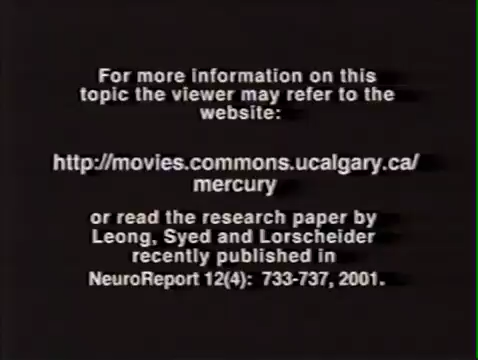 For more information on this
topic the viewer may refer to the
website:
http://movies.commons.ucalgary.ca/
mercury
or read the research paper by
Leong, Syed and Lorscheider
recently published in
NeuroReport 12(4): 733-737, 2001.